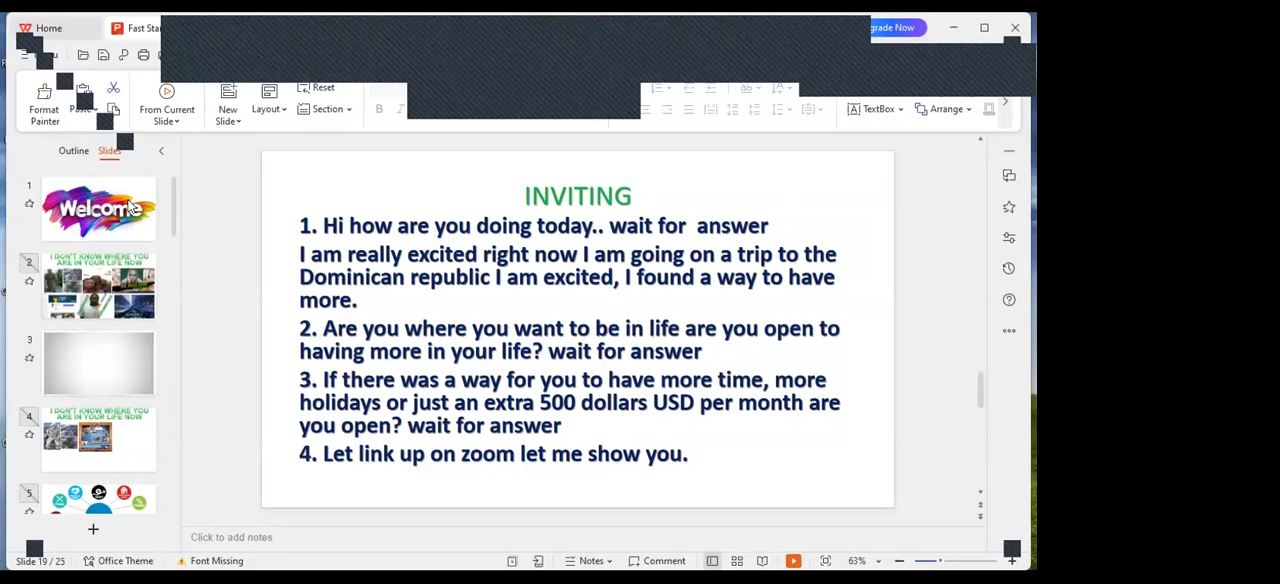 Home
Fast Sta
grade Now
Reset
Format
Painter
Paste
From Current
Slide
New
Slide
Layout
Section
B
TextBox
Arrange
Outline
Slides
1
Welcome
2
I DON'T KNOW WHERE YOU
ARE IN YOUR LIFE NOW
3
4
I DON'T KNOW WHERE YOU
ARE IN YOUR LIFE NOW
5
INVITING
1. Hi how are you doing today.. wait for answer
I am really excited right now I am going on a trip to the
Dominican republic I am excited, I found a way to have
more.
2. Are you where you want to be in life are you open to
having more in your life? wait for answer
3. If there was a way for you to have more time, more
holidays or just an extra 500 dollars USD per month are
you open? wait for answer
4. Let link up on zoom let me show you.
Click to add notes
Slide 19 / 25
Office Theme
Font Missing
Notes
Comment
63%